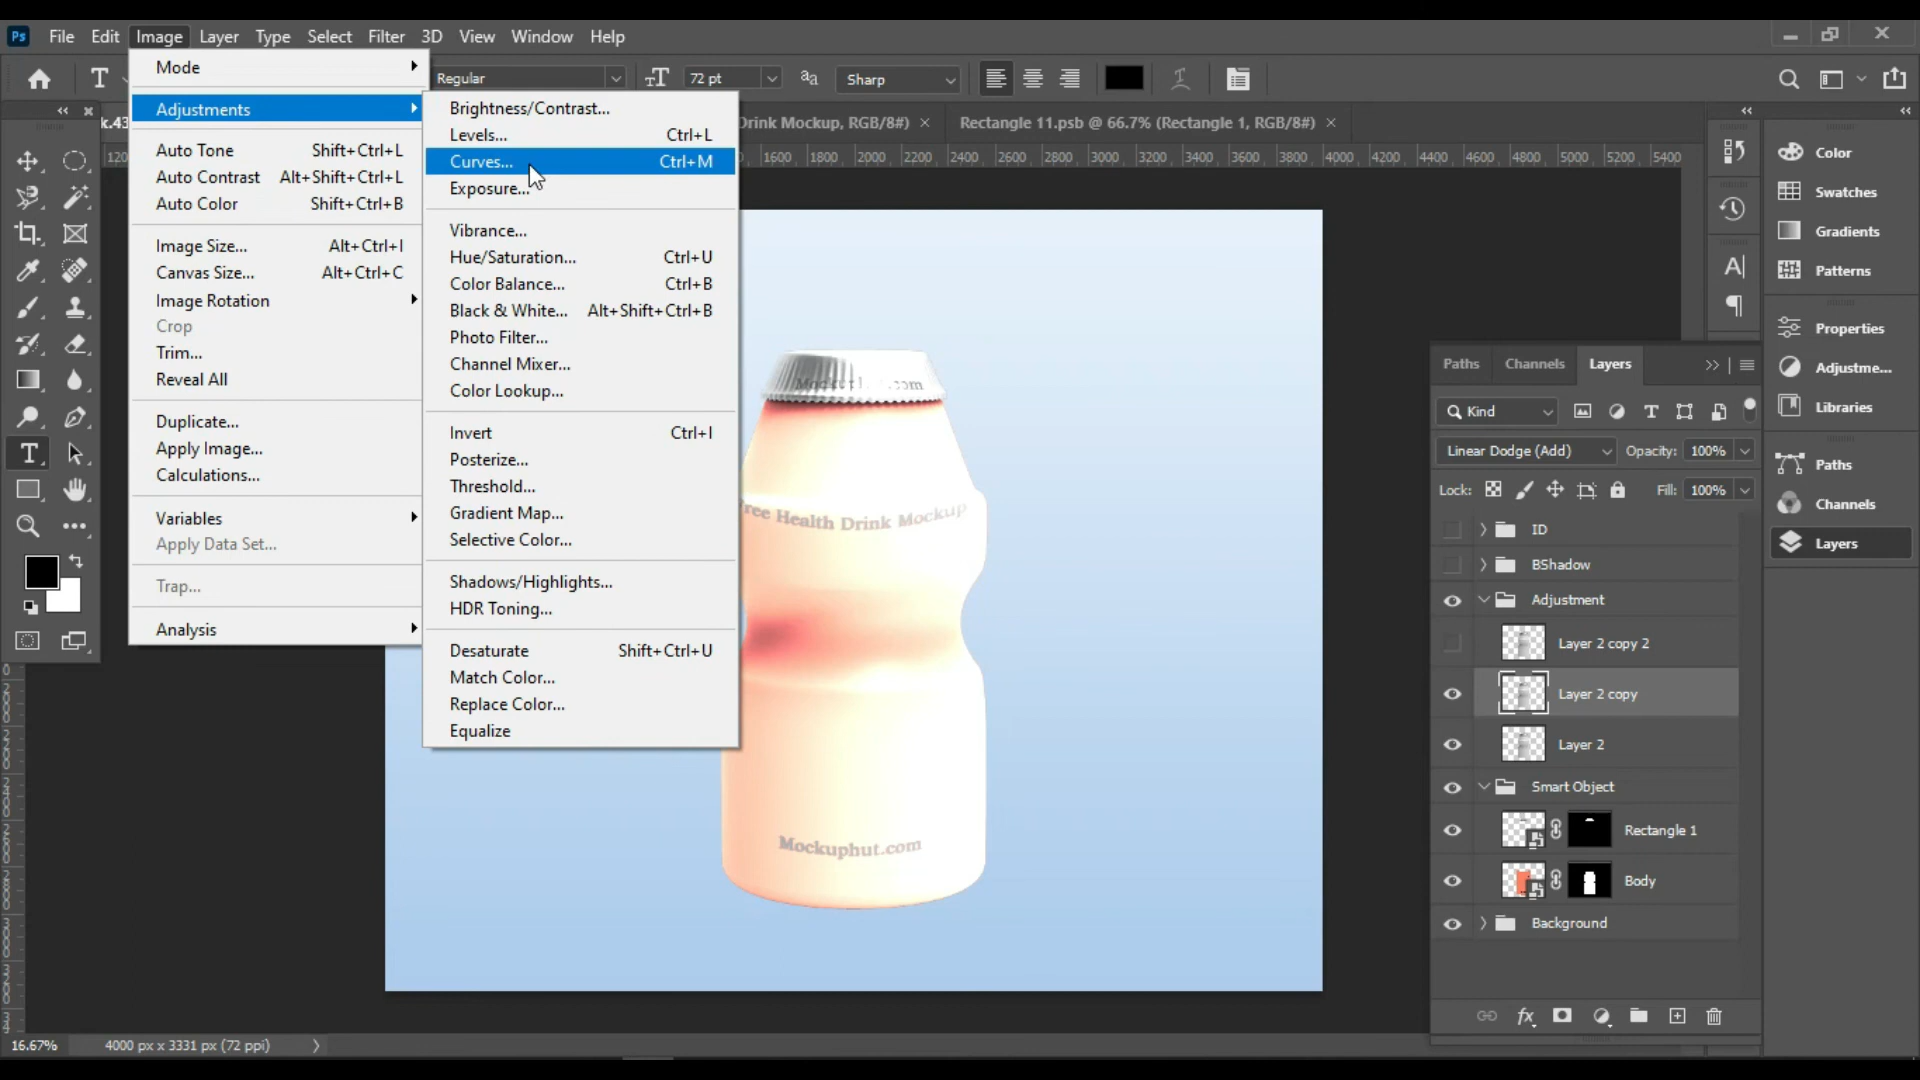 Ps File Edit Image Layer Type Select Filter 3D View Window Help
T Regular 72 pt aa Sharp
k.43 Drink Mockup, RGB/8#) × Rectangle 11.psb @ 66.7% (Rectangle 1, RGB/8#) ×
120 1600 1800 2000 2200 2400 2600 2800 3000 3200 3400 3600 3800 4000 4200 4400 4600 4800 5000 5200 5400
Mode
Adjustments
Auto Tone Shift+Ctrl+L
Auto Contrast Alt+Shift+Ctrl+L
Auto Color Shift+Ctrl+B
Image Size... Alt+Ctrl+I
Canvas Size... Alt+Ctrl+C
Image Rotation
Crop
Trim...
Reveal All
Duplicate...
Apply Image...
Calculations...
Variables
Apply Data Set...
Trap...
Analysis
Brightness/Contrast...
Levels... Ctrl+L
Curves... Ctrl+M
Exposure...
Vibrance...
Hue/Saturation... Ctrl+U
Color Balance... Ctrl+B
Black & White... Alt+Shift+Ctrl+B
Photo Filter...
Channel Mixer...
Color Lookup...
Invert Ctrl+I
Posterize...
Threshold...
Gradient Map...
Selective Color...
Shadows/Highlights...
HDR Toning...
Desaturate Shift+Ctrl+U
Match Color...
Replace Color...
Equalize
ree Health Drink Mockup
Mockuphut.com
Paths Channels Layers
Kind
Linear Dodge (Add) Opacity: 100%
Lock: Fill: 100%
ID
BShadow
Adjustment
Layer 2 copy 2
Layer 2 copy
Layer 2
Smart Object
Rectangle 1
Body
Background
fx
Color
Swatches
Gradients
Patterns
Properties
Adjustme...
Libraries
Paths
Channels
Layers
16.67% 4000 px x 3331 px (72 ppi)